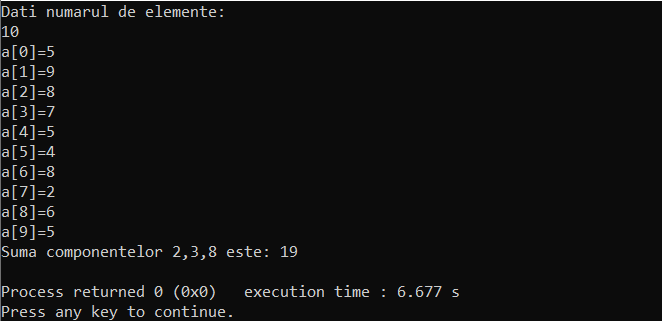 Dati numarul de elemente:
10
a[0]=5
a[1]=9
a[2]=8
a[3]=7
a[4]=5
a[5]=4
a[6]=8
a[7]=2
a[8]=6
a[9]=5
Suma componentelor 2,3,8 este: 19
Process returned 0 (0x0)   execution time : 6.677 s
Press any key to continue.